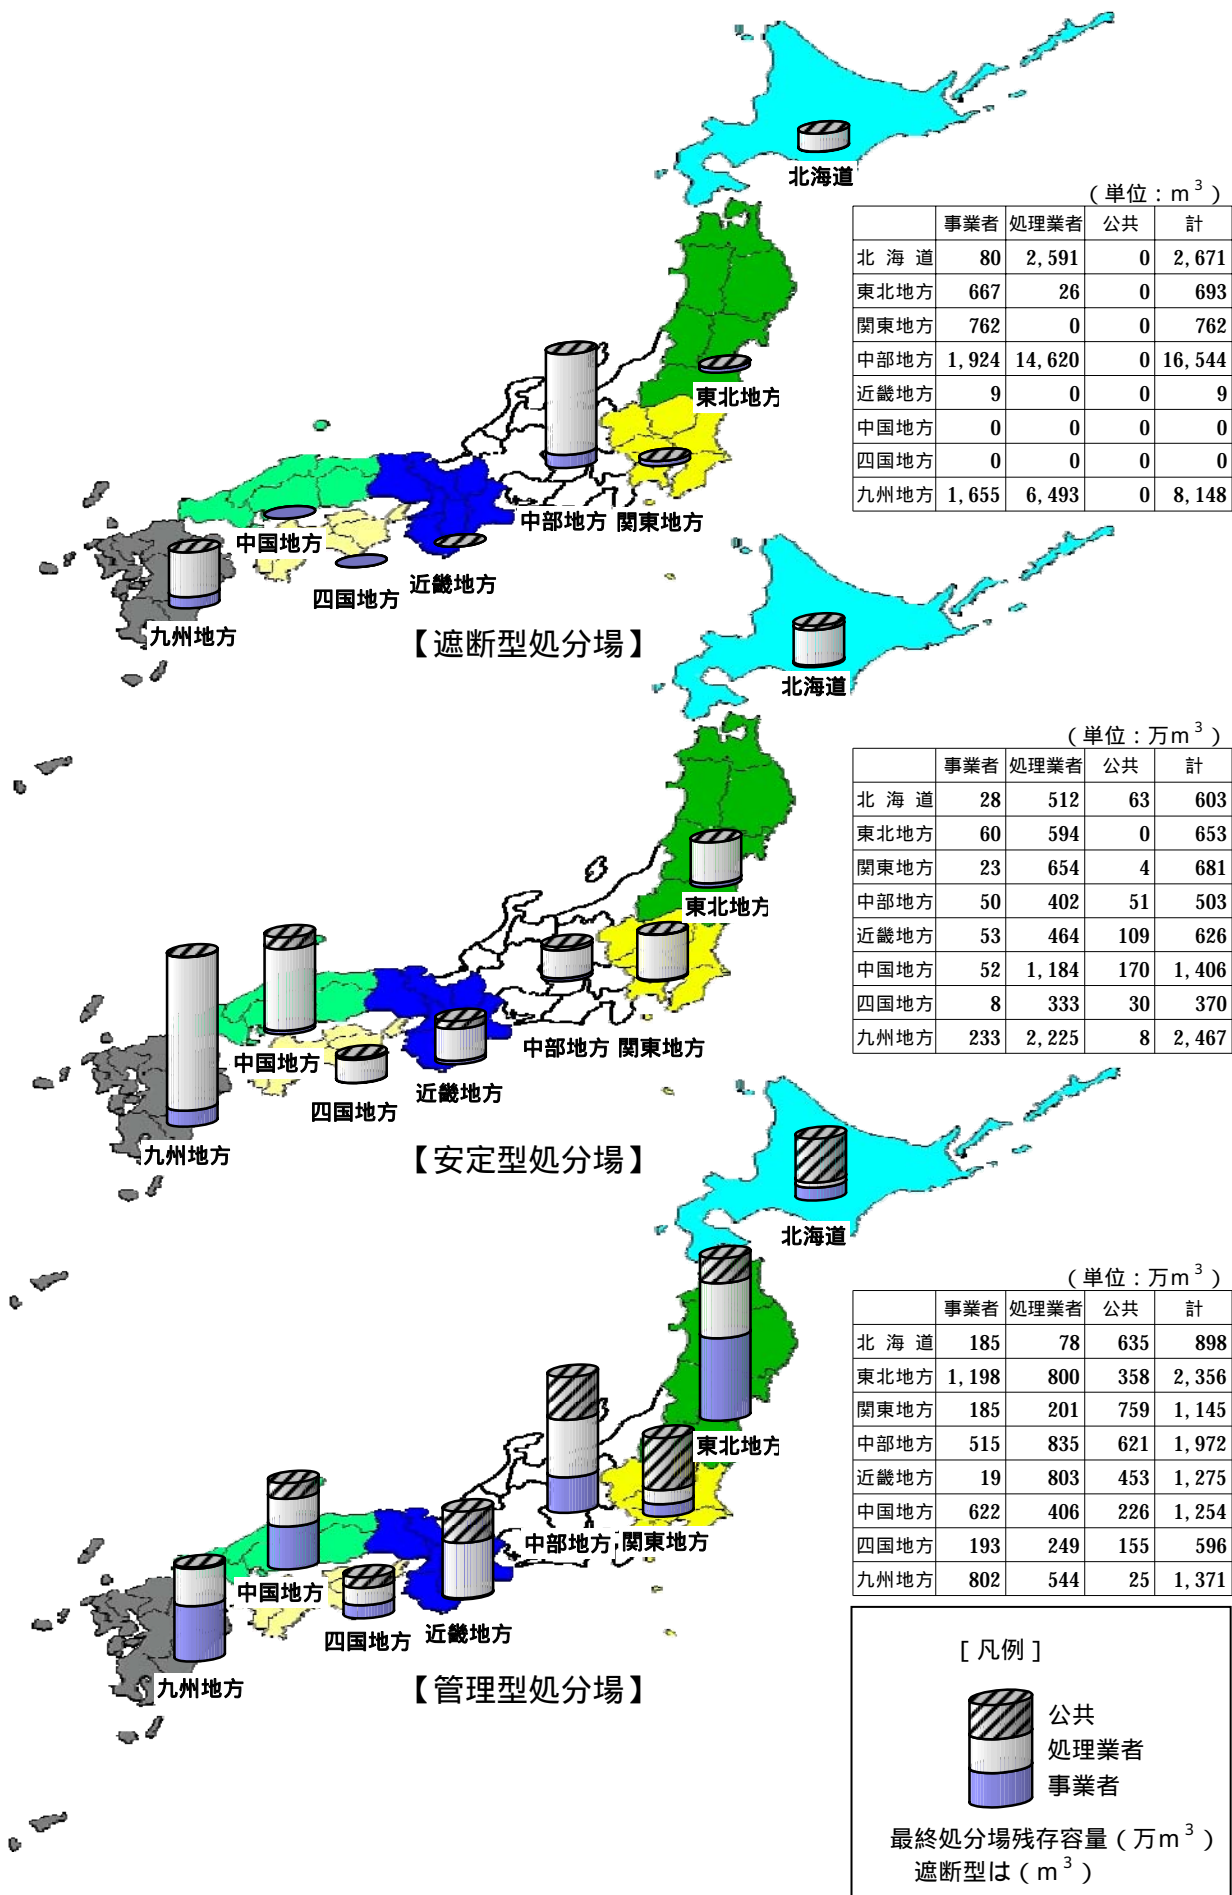 北海道
(単位:m³)
事業者 処理業者 公共 計
北海道 80 2,591 0 2,671
東北地方 667 26 0 693
関東地方 762 0 0 762
中部地方 1,924 14,620 0 16,544
近畿地方 9 0 0 9
中国地方 0 0 0 0
四国地方 0 0 0 0
九州地方 1,655 6,493 0 8,148
東北地方
中部地方 関東地方
中国地方
近畿地方
四国地方
九州地方
【遮断型処分場】
北海道
(単位:万m³)
事業者 処理業者 公共 計
北海道 28 512 63 603
東北地方 60 594 0 653
関東地方 23 654 4 681
中部地方 50 402 51 503
近畿地方 53 464 109 626
中国地方 52 1,184 170 1,406
四国地方 8 333 30 370
九州地方 233 2,225 8 2,467
東北地方
中部地方 関東地方
中国地方
近畿地方
四国地方
九州地方
【安定型処分場】
北海道
(単位:万m³)
事業者 処理業者 公共 計
北海道 185 78 635 898
東北地方 1,198 800 358 2,356
関東地方 185 201 759 1,145
中部地方 515 835 621 1,972
近畿地方 19 803 453 1,275
中国地方 622 406 226 1,254
四国地方 193 249 155 596
九州地方 802 544 25 1,371
東北地方
中部地方 関東地方
中国地方
近畿地方
四国地方
九州地方
【管理型処分場】
[凡例]
公共
処理業者
事業者
最終処分場残存容量(万m³)
遮断型は(m³)